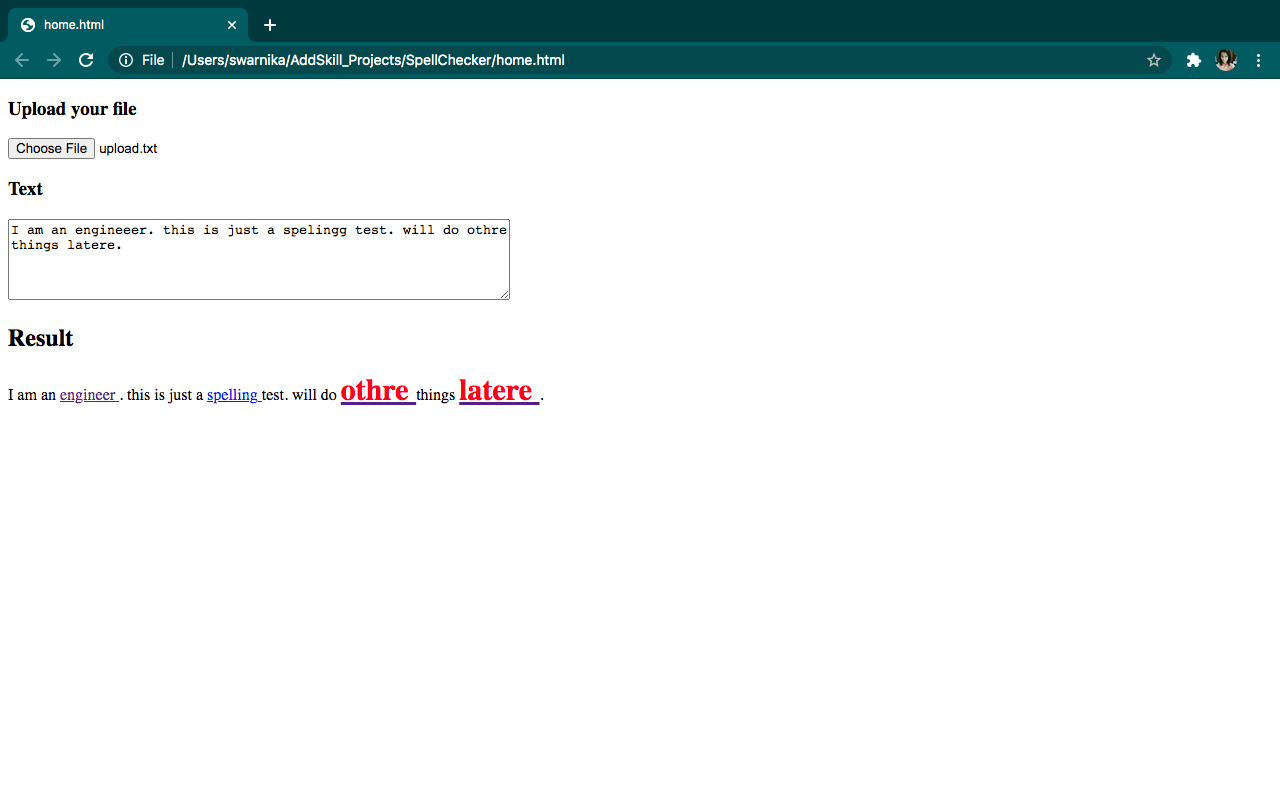 home.html
File /Users/swarnika/AddSkill_Projects/SpellChecker/home.html
Upload your file
Choose File upload.txt
Text
I am an engineeer. this is just a spelingg test. will do othre
things latere.
Result
I am an engineer . this is just a spelling test. will do othre things latere .